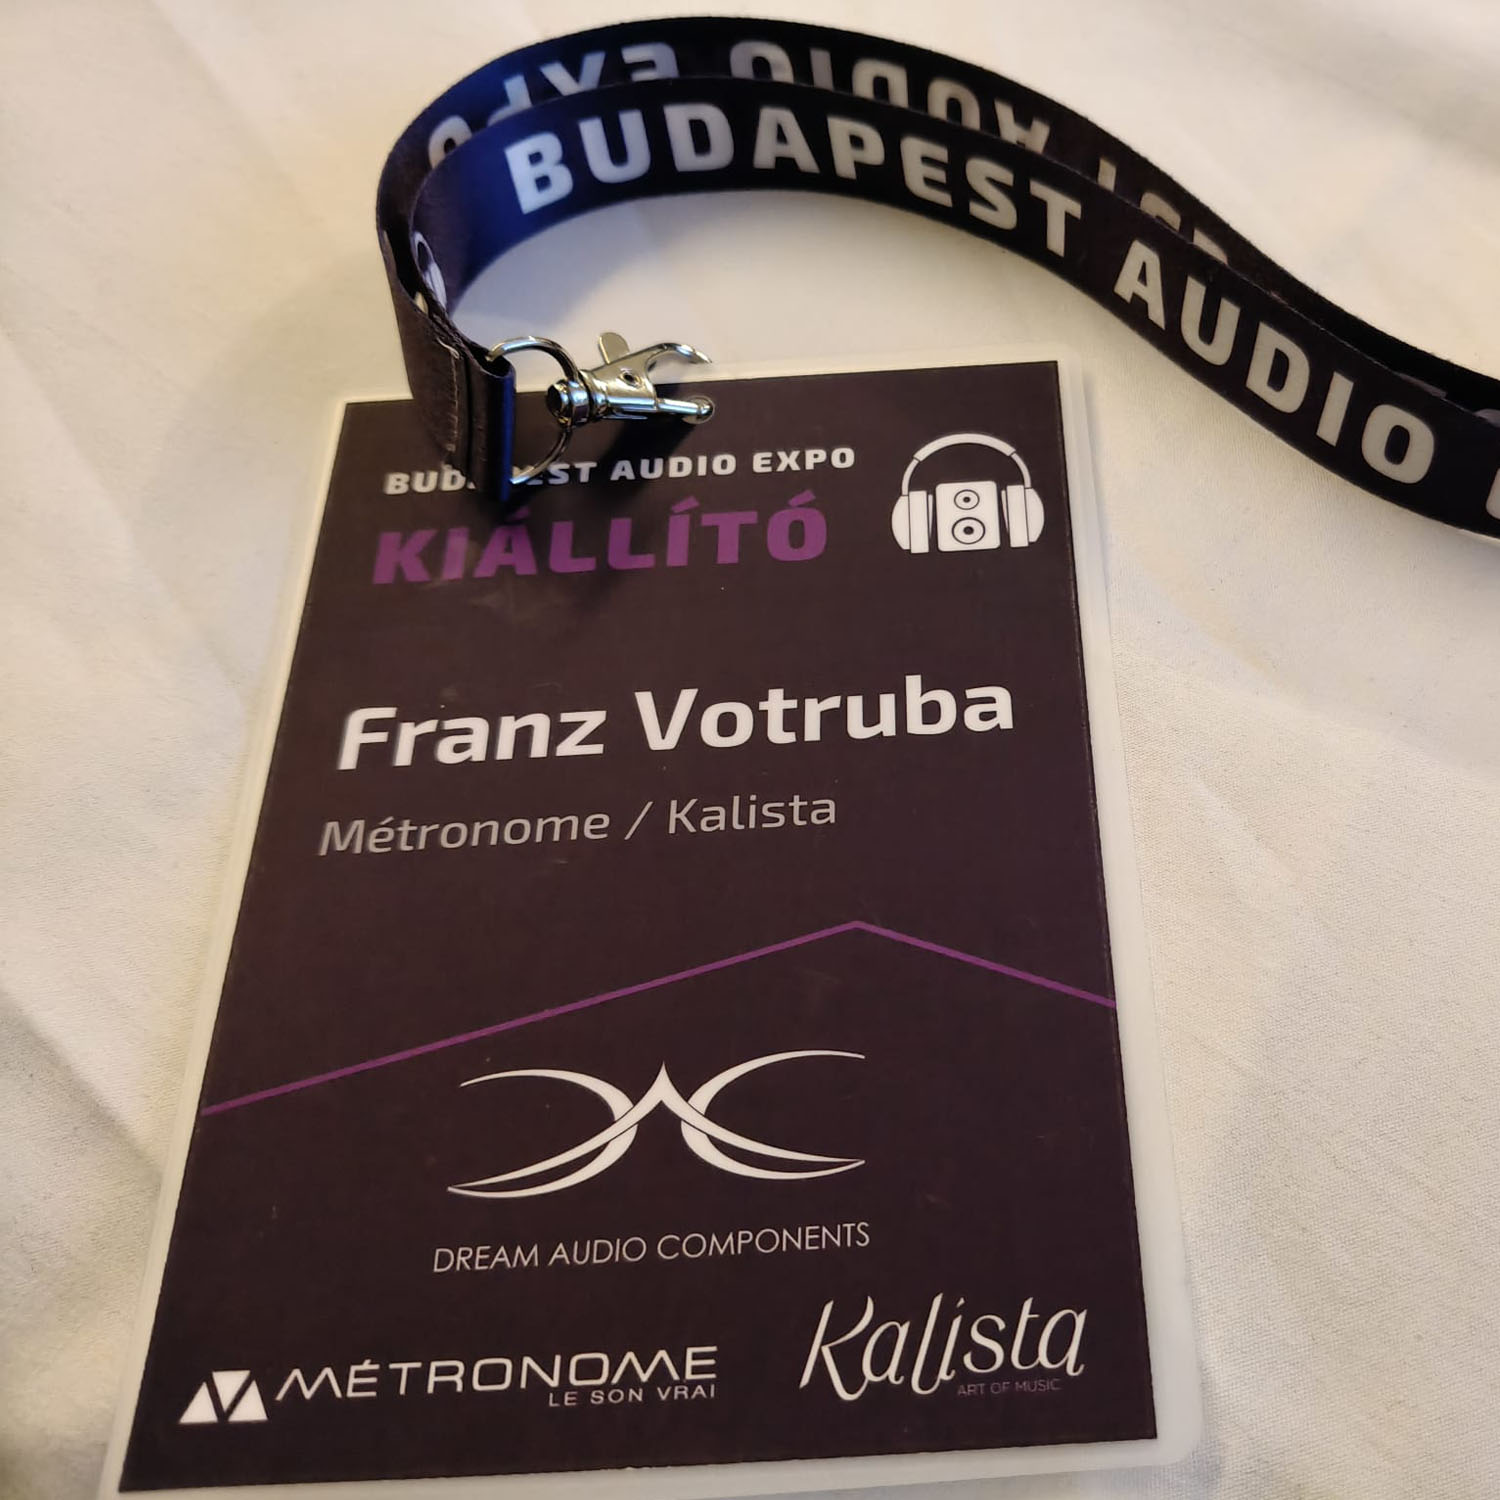 EXPO
BUDAPEST AUDIO
BUDAPEST AUDIO EXPO
KIÁLLÍTÓ
Franz Votruba
Métronome / Kalista
DREAM AUDIO COMPONENTS
MÉTRONOME
LE SON VRAI
Kalista
ART OF MUSIC